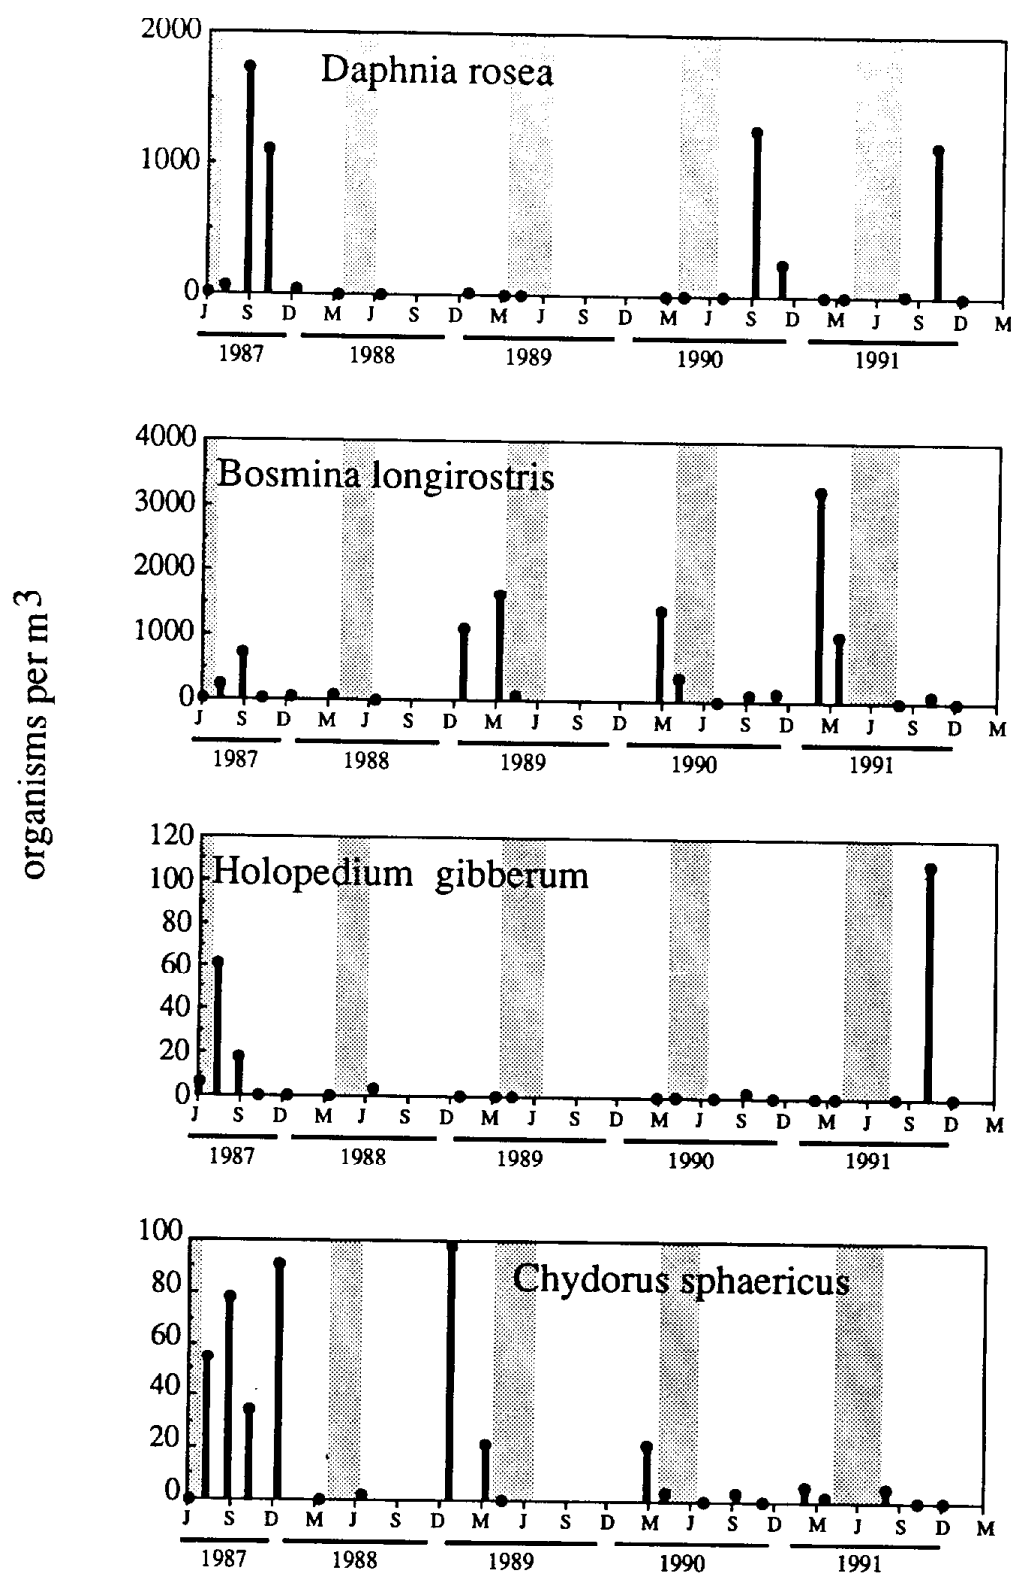 organisms per m3
2000
Daphnia rosea
1000
0
J S D M J S D M J S D M J S D M J S D M
1987 1988 1989 1990 1991
4000
Bosmina longirostris
3000
2000
1000
0
J S D M J S D M J S D M J S D M J S D M
1987 1988 1989 1990 1991
120
Holopedium gibberum
100
80
60
40
20
0
J S D M J S D M J S D M J S D M J S D M
1987 1988 1989 1990 1991
100
Chydorus sphaericus
80
60
40
20
0
J S D M J S D M J S D M J S D M J S D M
1987 1988 1989 1990 1991